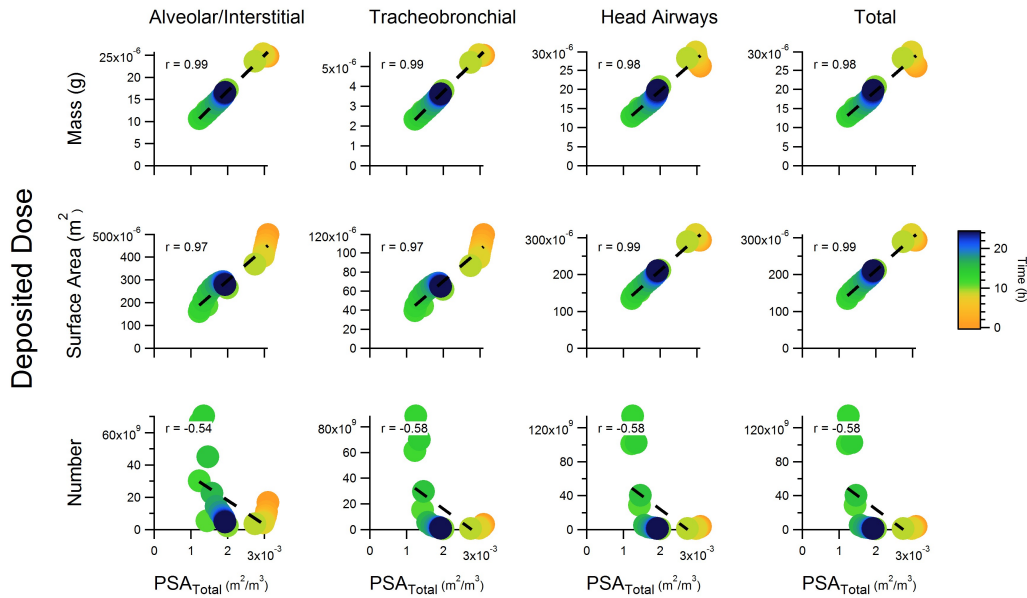 Alveolar/Interstitial Tracheobronchial Head Airways Total
Deposited Dose
Mass (g)
25x10⁻⁶
20
15
10
5
0
r = 0.99
5x10⁻⁶
4
3
2
1
0
r = 0.99
30x10⁻⁶
25
20
15
10
5
0
r = 0.98
30x10⁻⁶
25
20
15
10
5
0
r = 0.98
Surface Area (m²)
500x10⁻⁶
400
300
200
100
0
r = 0.97
120x10⁻⁶
100
80
60
40
20
0
r = 0.97
300x10⁻⁶
200
100
0
r = 0.99
300x10⁻⁶
200
100
0
r = 0.99
20
10
0
Time (h)
Number
60x10⁹
40
20
0
r = -0.54
80x10⁹
60
40
20
0
r = -0.58
120x10⁹
80
40
0
r = -0.58
120x10⁹
80
40
0
r = -0.58
0 1 2 3x10⁻³
0 1 2 3x10⁻³
0 1 2 3x10⁻³
0 1 2 3x10⁻³
PSA_Total (m²/m³) PSA_Total (m²/m³) PSA_Total (m²/m³) PSA_Total (m²/m³)